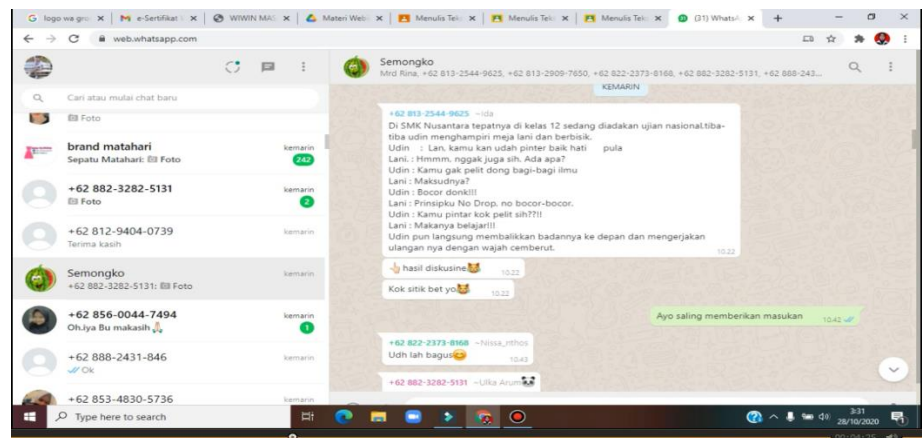 logo wa gro
e-Sertifikat
WIWIN MAS
Materi Webi
Menulis Tek
Menulis Tek
Menulis Tek
(21) WhatsA
web.whatsapp.com
Cari atau mulai chat baru
Foto
brand matahari
kemarin
Sepatu Matahari: Foto
242
+62 882-3282-5131
kemarin
Foto
2
+62 812-9404-0739
kemarin
Terima kasih
Semongko
kemarin
+62 882-3282-5131: Foto
+62 856-0044-7494
kemarin
Oh.iya Bu makasih
1
+62 888-2431-846
kemarin
Ok
+62 853-4830-5736
kemarin
Semongko
Mrd Rina, +62 813-2544-9625, +62 813-2909-7650, +62 822-2373-8168, +62 882-3282-5131, +62 888-243...
KEMARIN
+62 813-2544-9625 ~Ida
Di SMK Nusantara tepatnya di kelas 12 sedang diadakan ujian nasional.tiba-
tiba udin menghampiri meja lani dan berbisik.
Udin : Lan, kamu kan udah pinter baik hati pula
Lani. : Hmmm. nggak juga sih. Ada apa?
Udin : Kamu gak pelit dong bagi-bagi ilmu
Lani : Maksudnya?
Udin : Bocor donk!!!
Lani : Prinsipku No Drop. no bocor-bocor.
Udin : Kamu pintar kok pelit sih??!!
Lani : Makanya belajar!!!
Udin pun langsung membalikkan badannya ke depan dan mengerjakan
ulangan nya dengan wajah cemberut.
10.22
hasil diskusine
10.22
Kok sitik bet yo
10.22
Ayo saling memberikan masukan
10.42
+62 822-2373-8168 ~Nissa_nthos
Udh lah bagus
10.43
+62 882-3282-5131 ~Ulka Arum
Type here to search
3:31
28/10/2020